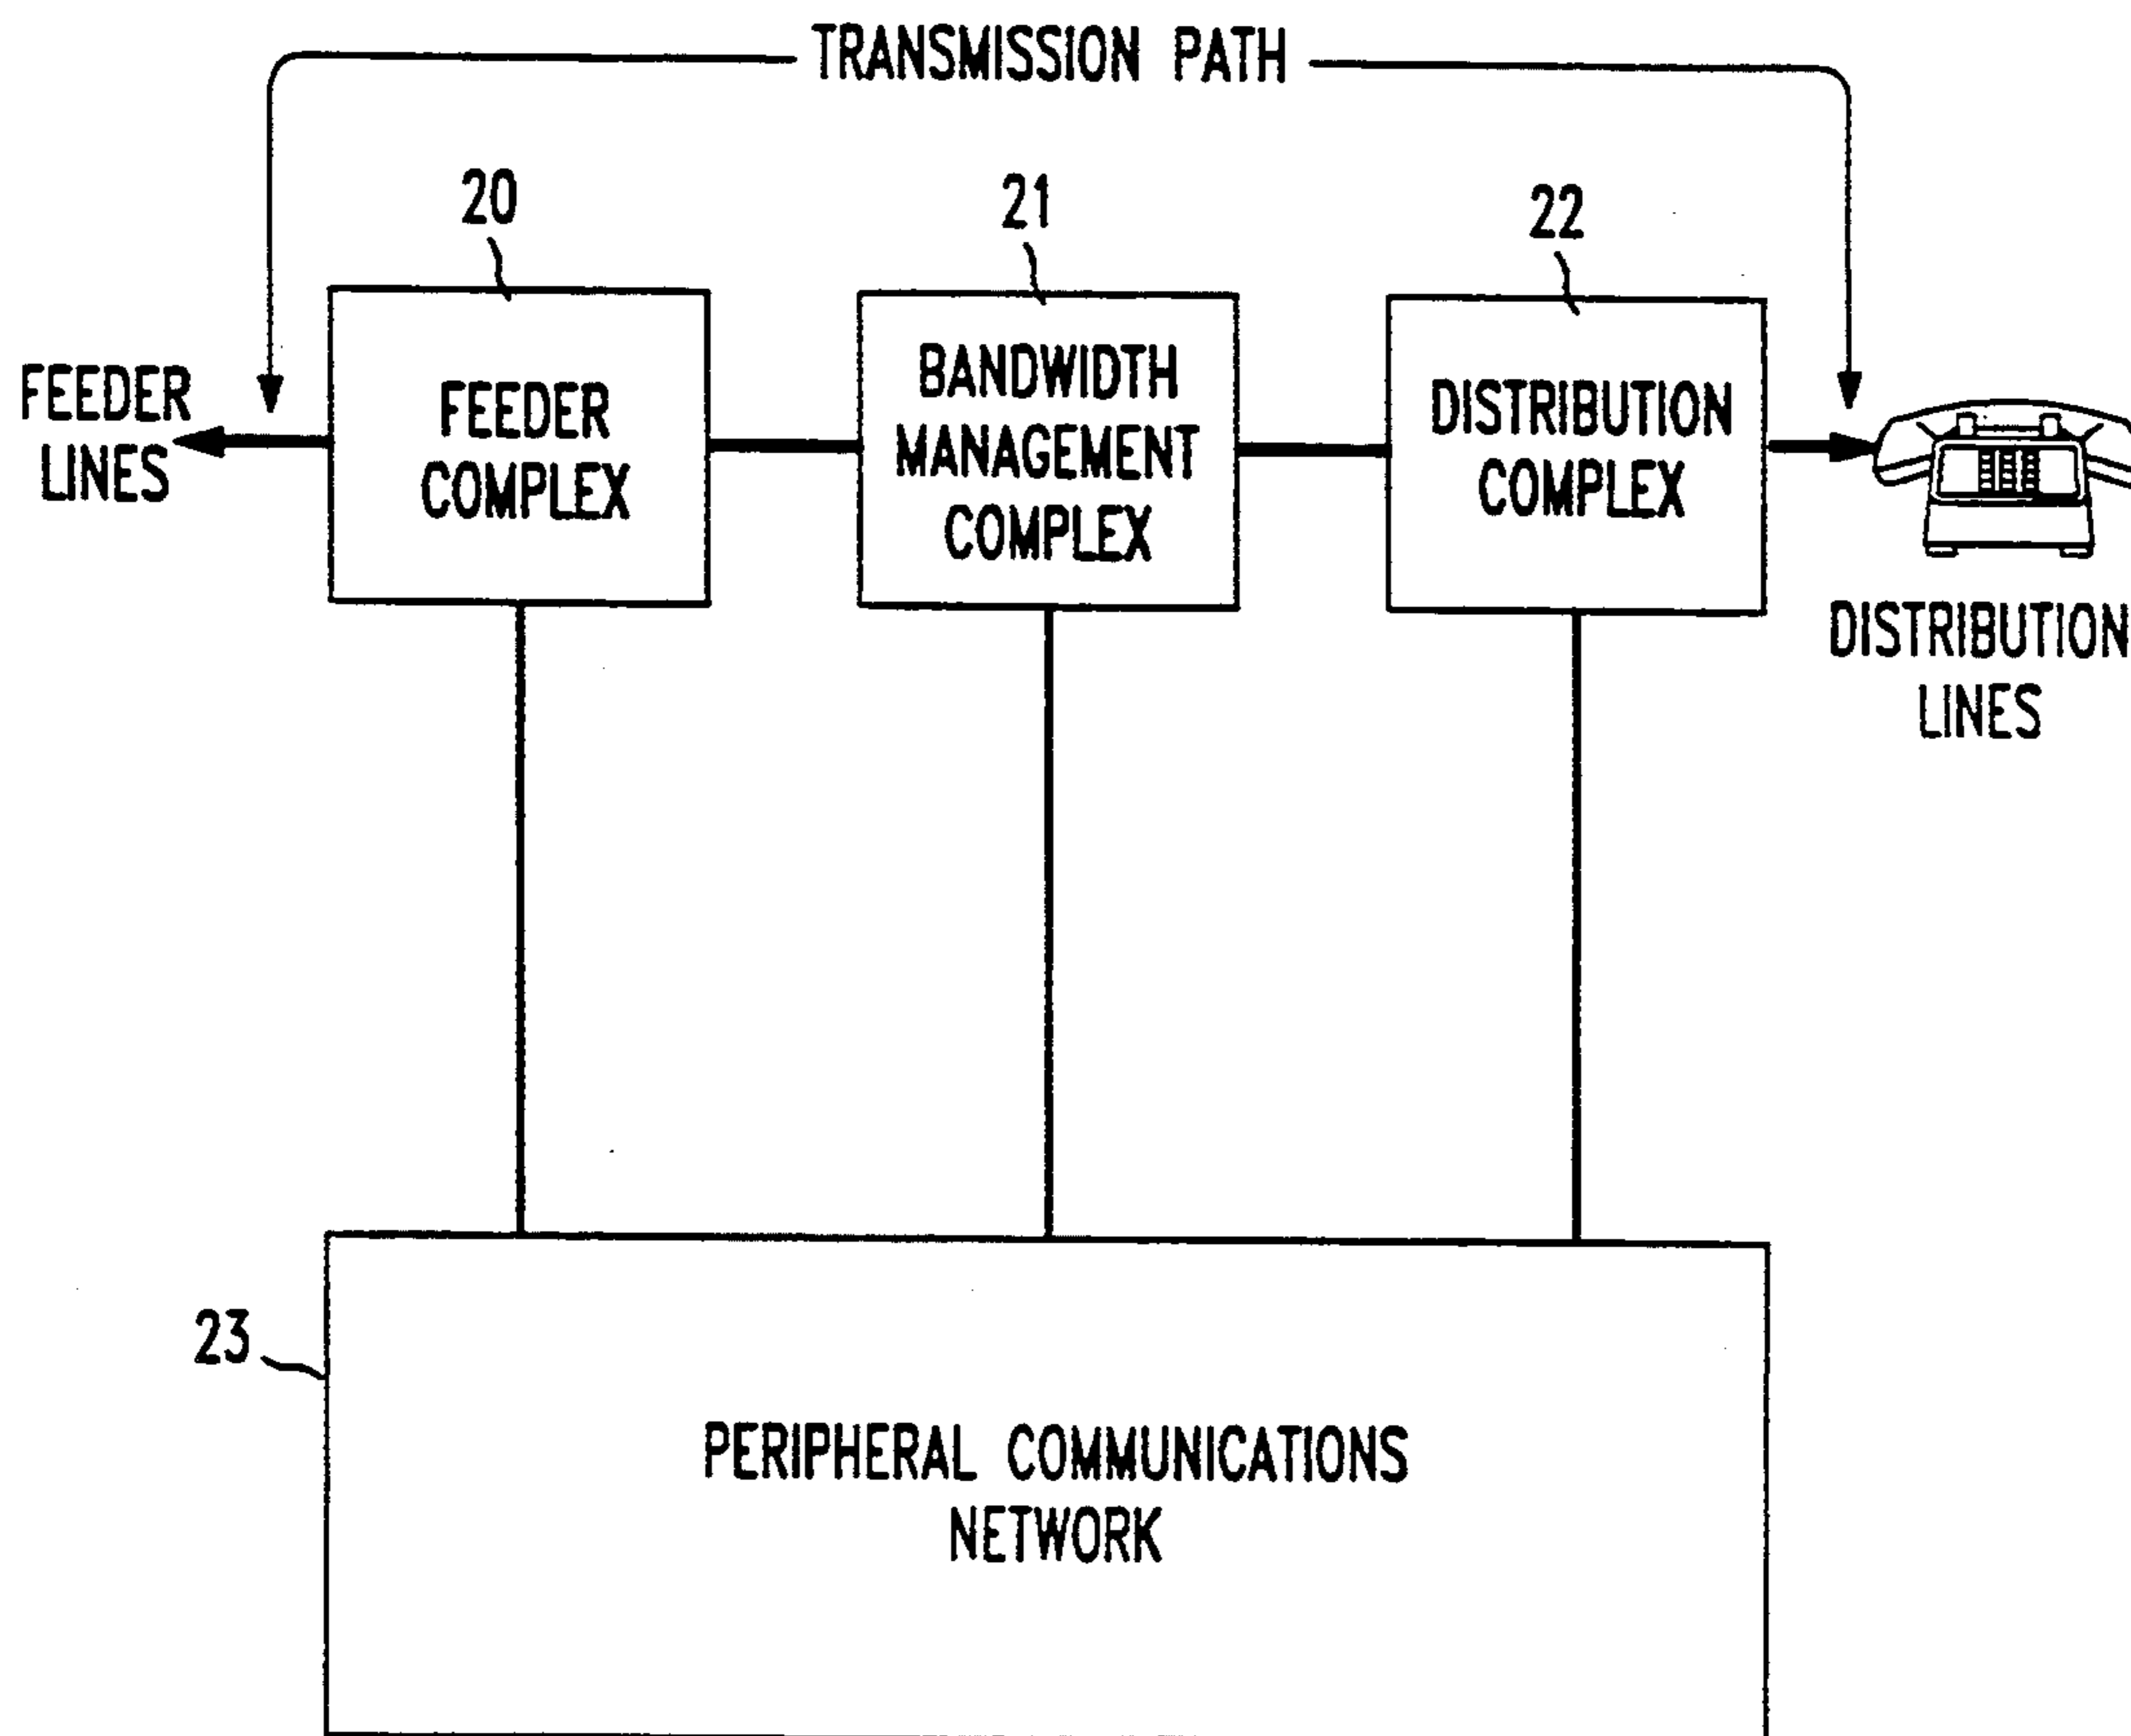 TRANSMISSION PATH
20
21
22
FEEDER
LINES
FEEDER
COMPLEX
BANDWIDTH
MANAGEMENT
COMPLEX
DISTRIBUTION
COMPLEX
DISTRIBUTION
LINES
23
PERIPHERAL COMMUNICATIONS
NETWORK